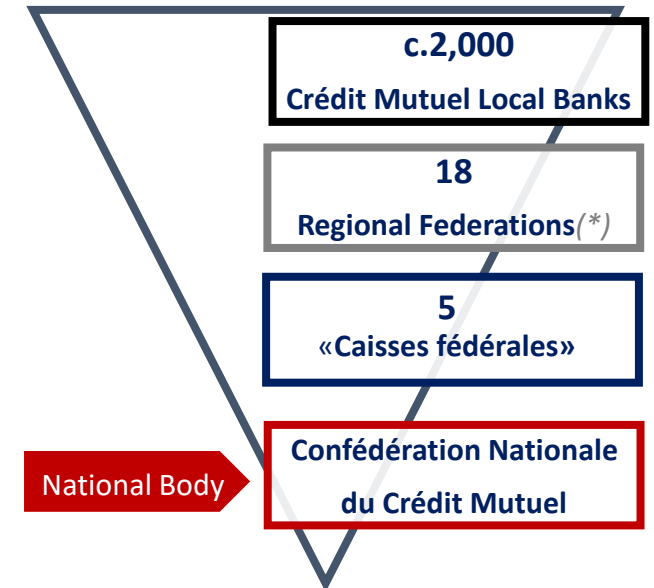 c.2,000
Crédit Mutuel Local Banks
18
Regional Federations(*)
5
«Caisses fédérales»
National Body
Confédération Nationale
du Crédit Mutuel